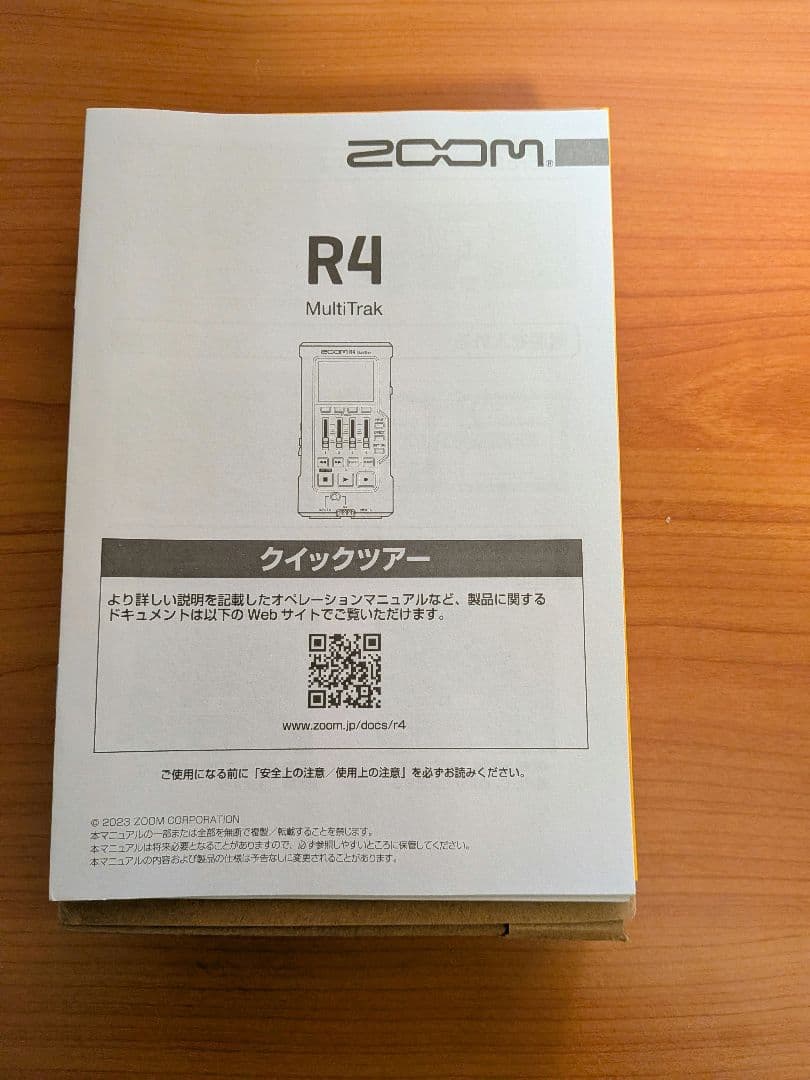 ZOOM®
R4
MultiTrak
ZOOM R4 MultiTrak
クイックツアー
より詳しい説明を記載したオペレーションマニュアルなど、製品に関する
ドキュメントは以下の Web サイトでご覧いただけます。
www.zoom.jp/docs/r4
ご使用になる前に「安全上の注意／使用上の注意」を必ずお読みください。
© 2023 ZOOM CORPORATION
本マニュアルの一部または全部を無断で複製／転載することを禁じます。
本マニュアルは将来必要となることがありますので、必ず参照しやすいところに保管してください。
本マニュアルの内容および製品の仕様は予告なしに変更されることがあります。